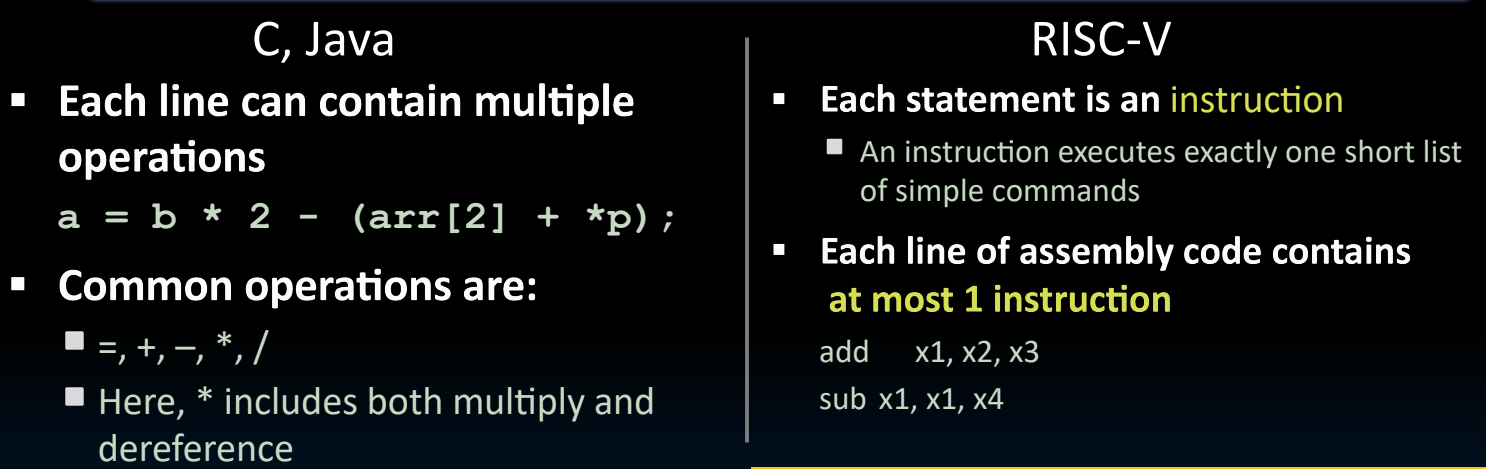 C, Java
▪ Each line can contain multiple
operations
a = b * 2 - (arr[2] + *p);
▪ Common operations are:
▪ =, +, –, *, /
▪ Here, * includes both multiply and
dereference
RISC-V
▪ Each statement is an instruction
▪ An instruction executes exactly one short list
of simple commands
▪ Each line of assembly code contains
at most 1 instruction
add x1, x2, x3
sub x1, x1, x4